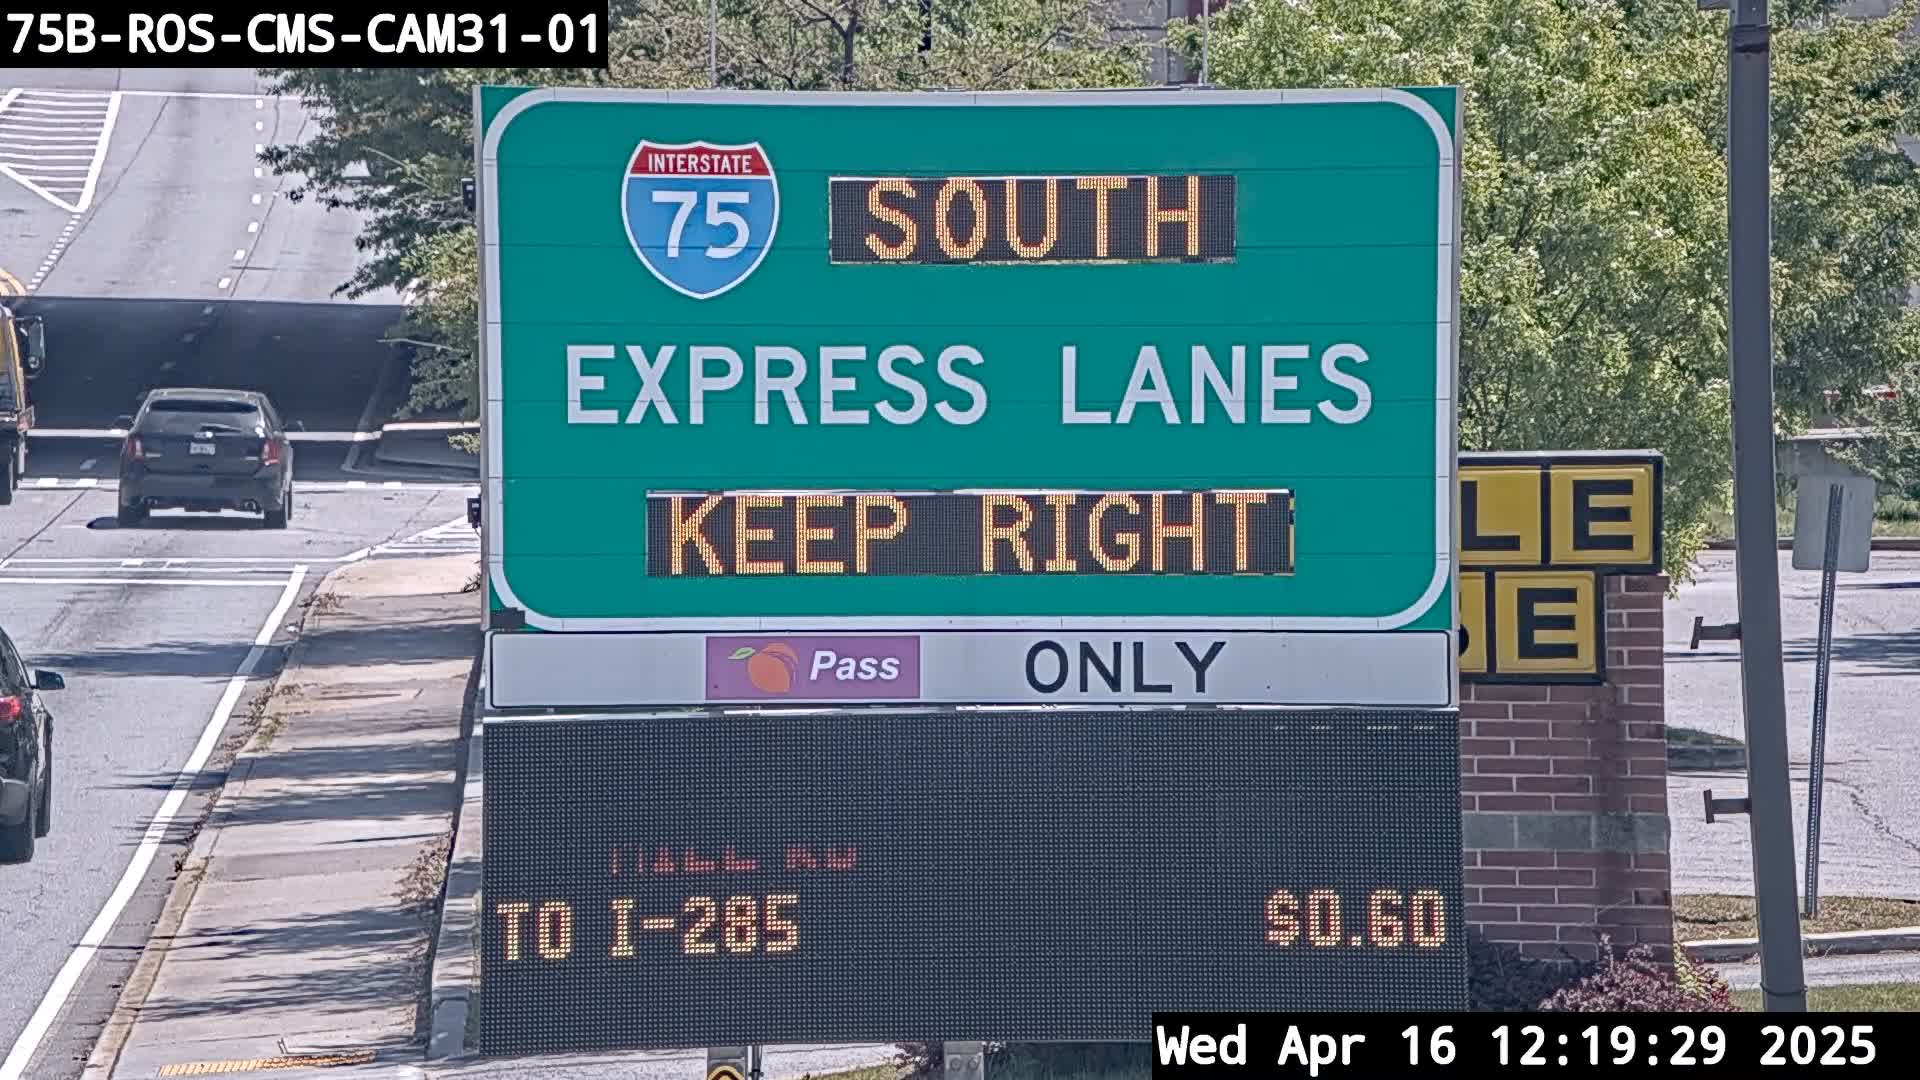 75B-ROS-CMS-CAM31-01
INTERSTATE
75
SOUTH
EXPRESS LANES
KEEP RIGHT
Pass ONLY
TO I-285 $0.60
LE
E
Wed Apr 16 12:19:29 2025